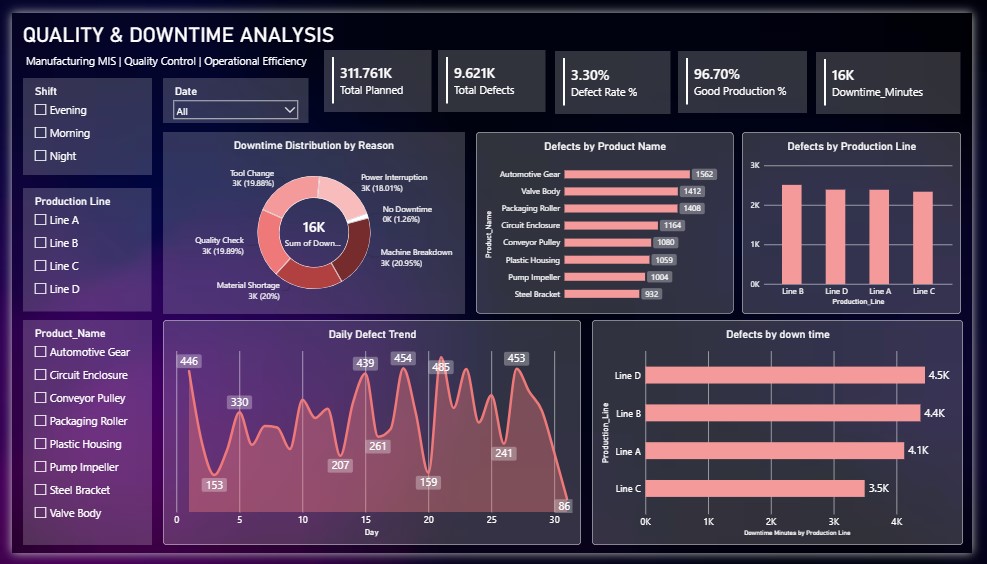 QUALITY & DOWNTIME ANALYSIS
Manufacturing MIS | Quality Control | Operational Efficiency
311.761K
Total Planned
9.621K
Total Defects
3.30%
Defect Rate %
96.70%
Good Production %
16K
Downtime_Minutes
Shift
Evening
Morning
Night
Date
All
Production Line
Line A
Line B
Line C
Line D
Product_Name
Automotive Gear
Circuit Enclosure
Conveyor Pulley
Packaging Roller
Plastic Housing
Pump Impeller
Steel Bracket
Valve Body
Downtime Distribution by Reason
Tool Change
3K (19.88%)
Power Interruption
3K (18.01%)
No Downtime
0K (1.26%)
Quality Check
3K (19.89%)
16K
Sum of Down...
Machine Breakdown
3K (20.95%)
Material Shortage
3K (20%)
Defects by Product Name
Product_Name
Automotive Gear 1562
Valve Body 1412
Packaging Roller 1408
Circuit Enclosure 1164
Conveyor Pulley 1080
Plastic Housing 1059
Pump Impeller 1004
Steel Bracket 932
Defects by Production Line
3K
2K
1K
0K
Line B Line D Line A Line C
Production_Line
Daily Defect Trend
446
153
330
207
439
261
454
159
485
241
453
86
0 5 10 15 20 25 30
Day
Defects by down time
Production_Line
Line D 4.5K
Line B 4.4K
Line A 4.1K
Line C 3.5K
0K 1K 2K 3K 4K
Downtime Minutes by Production Line